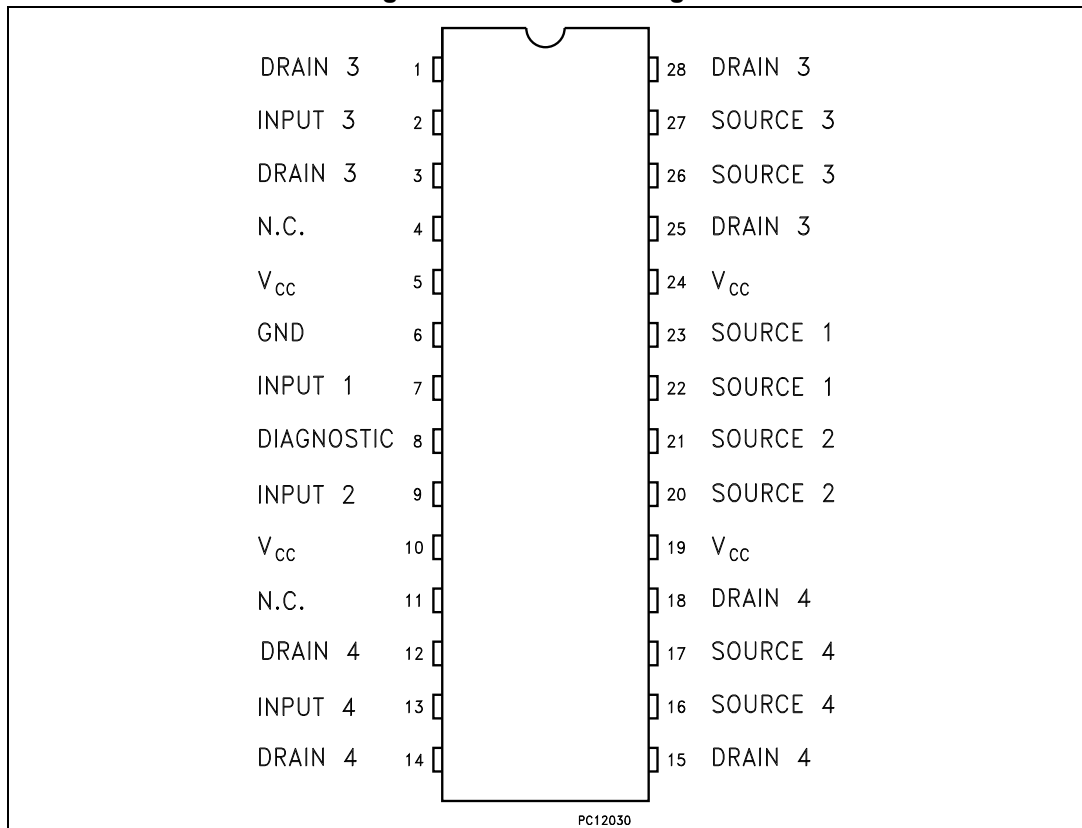 DRAIN 3 1 28 DRAIN 3
INPUT 3 2 27 SOURCE 3
DRAIN 3 3 26 SOURCE 3
N.C. 4 25 DRAIN 3
VCC 5 24 VCC
GND 6 23 SOURCE 1
INPUT 1 7 22 SOURCE 1
DIAGNOSTIC 8 21 SOURCE 2
INPUT 2 9 20 SOURCE 2
VCC 10 19 VCC
N.C. 11 18 DRAIN 4
DRAIN 4 12 17 SOURCE 4
INPUT 4 13 16 SOURCE 4
DRAIN 4 14 15 DRAIN 4
PC12030